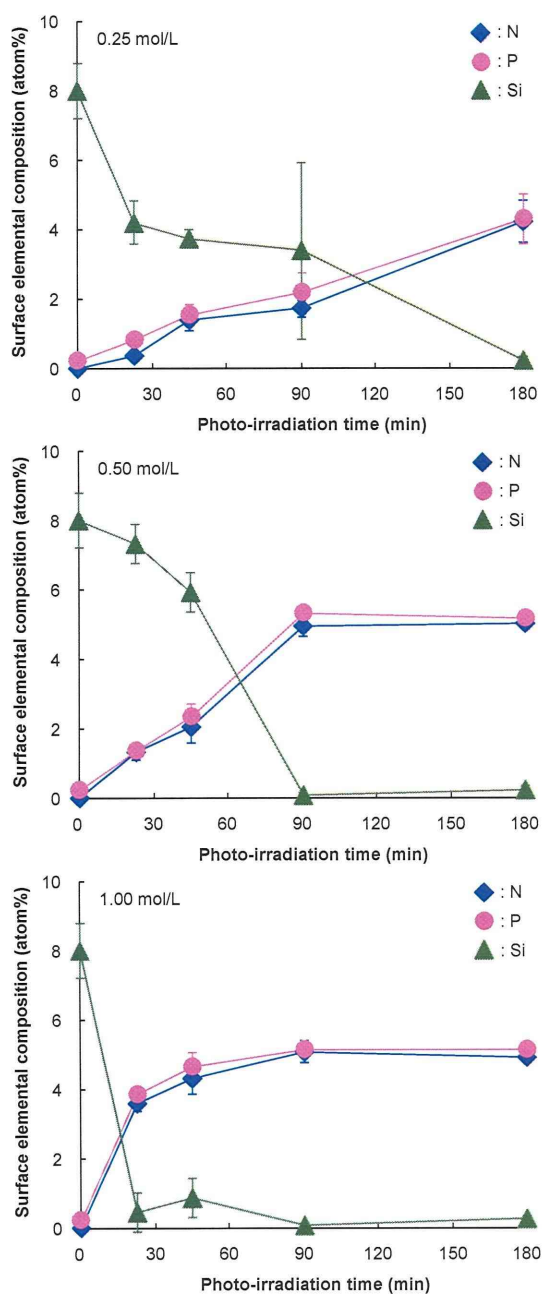 0.25 mol/L
: N
: P
: Si
Surface elemental composition (atom%)
10
8
6
4
2
0
0 30 60 90 120 150 180
Photo-irradiation time (min)
0.50 mol/L
: N
: P
: Si
Surface elemental composition (atom%)
10
8
6
4
2
0
0 30 60 90 120 150 180
Photo-irradiation time (min)
1.00 mol/L
: N
: P
: Si
Surface elemental composition (atom%)
10
8
6
4
2
0
0 30 60 90 120 150 180
Photo-irradiation time (min)